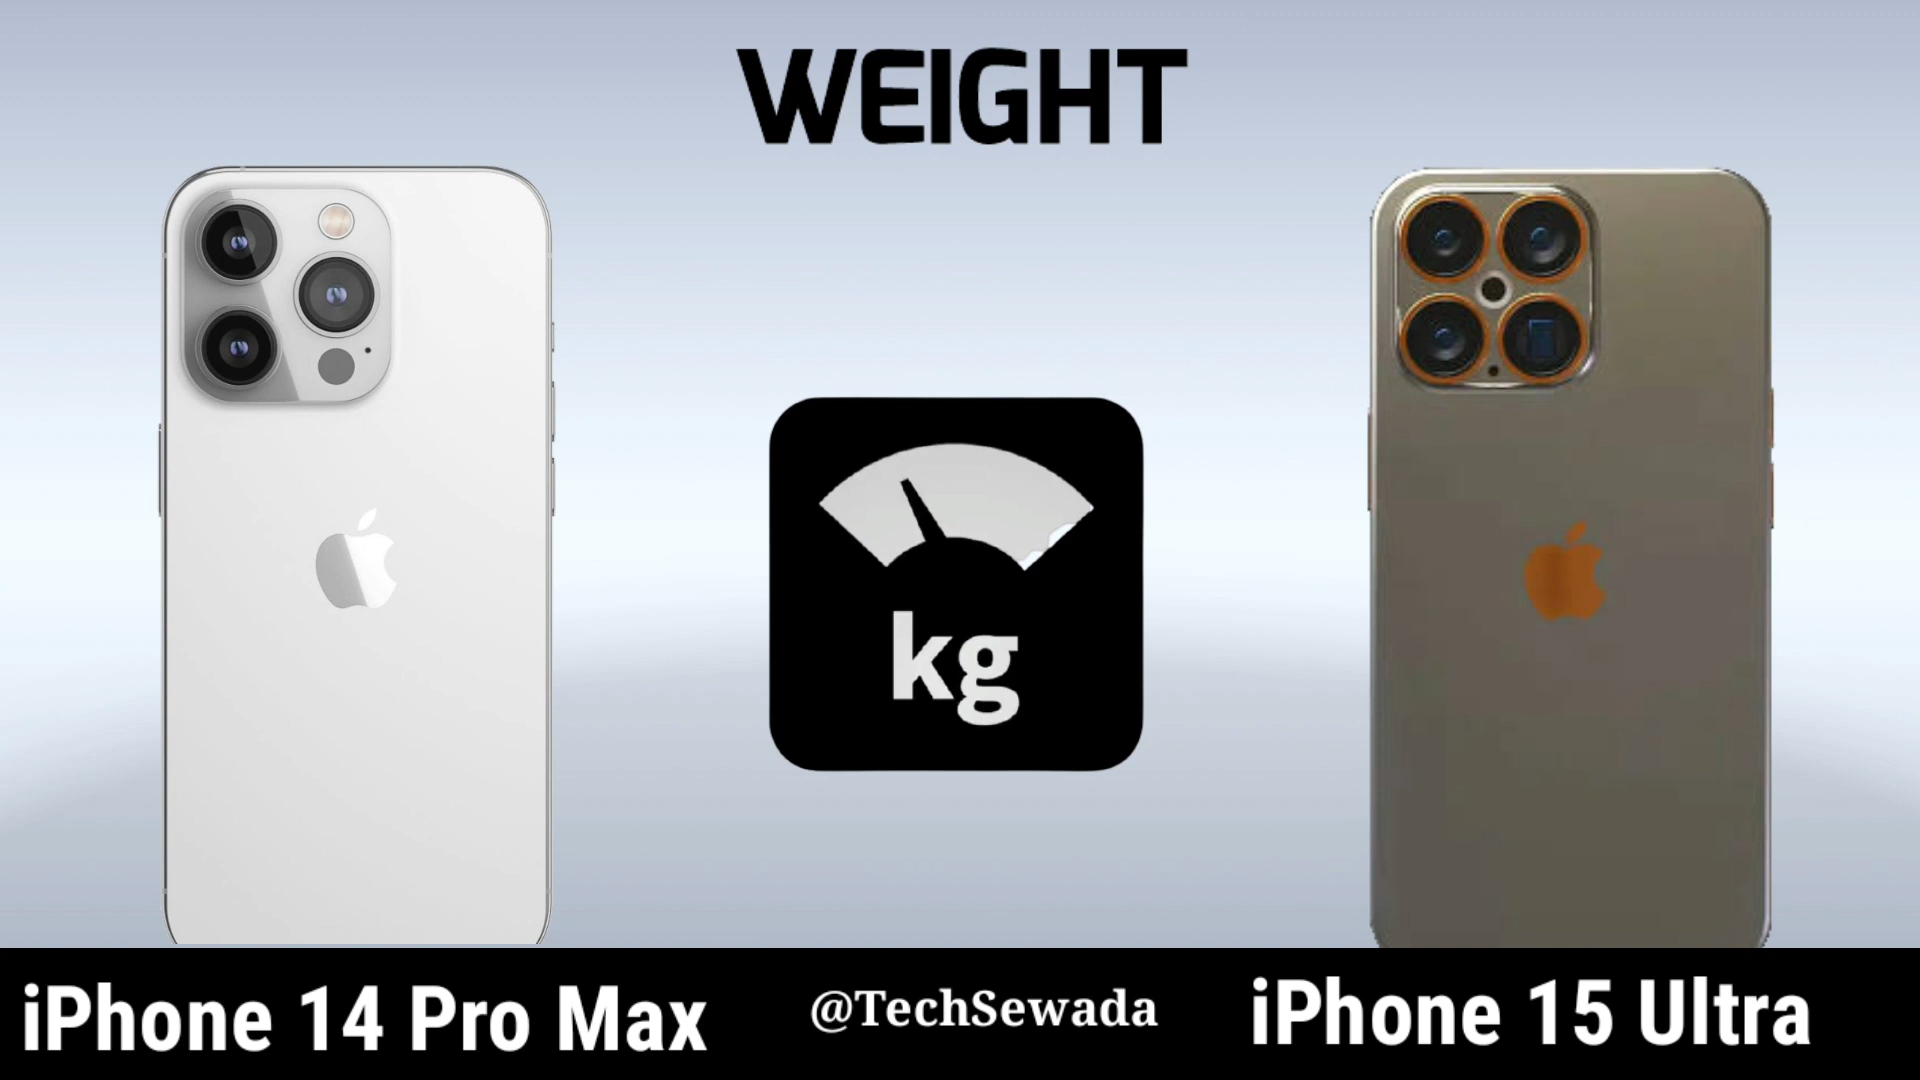 WEIGHT
kg
iPhone 14 Pro Max
@TechSewada
iPhone 15 Ultra